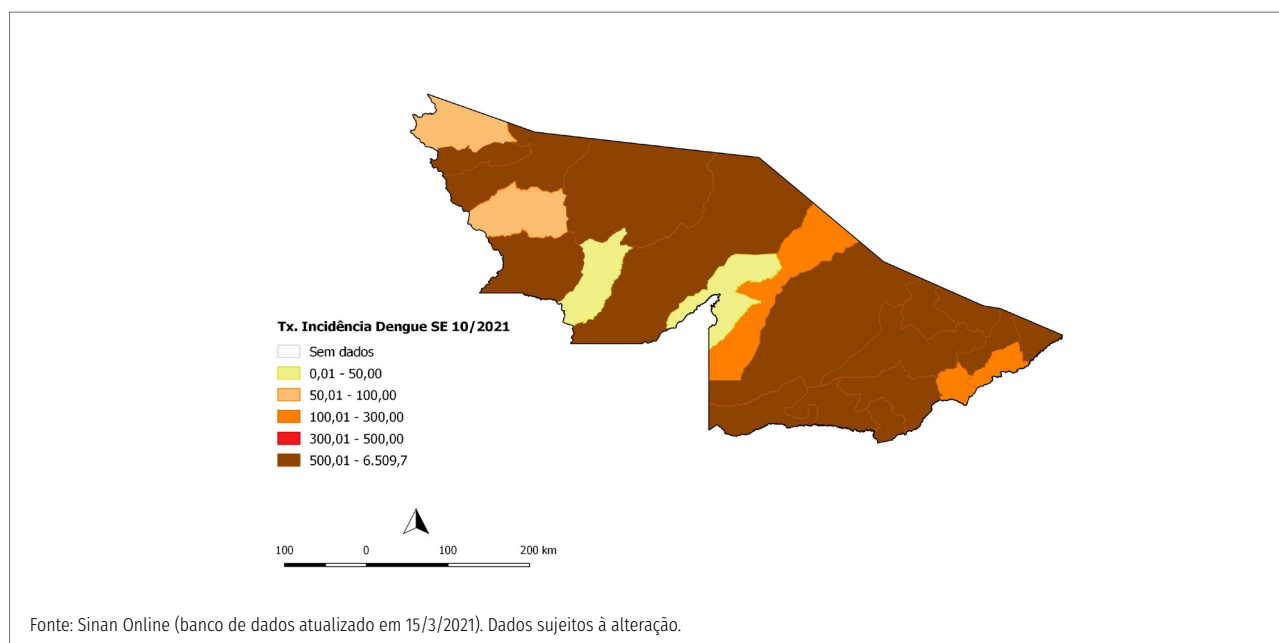 Tx. Incidência Dengue SE 10/2021
Sem dados
0,01 - 50,00
50,01 - 100,00
100,01 - 300,00
300,01 - 500,00
500,01 - 6.509,7
100 0 100 200 km
Fonte: Sinan Online (banco de dados atualizado em 15/3/2021). Dados sujeitos à alteração.